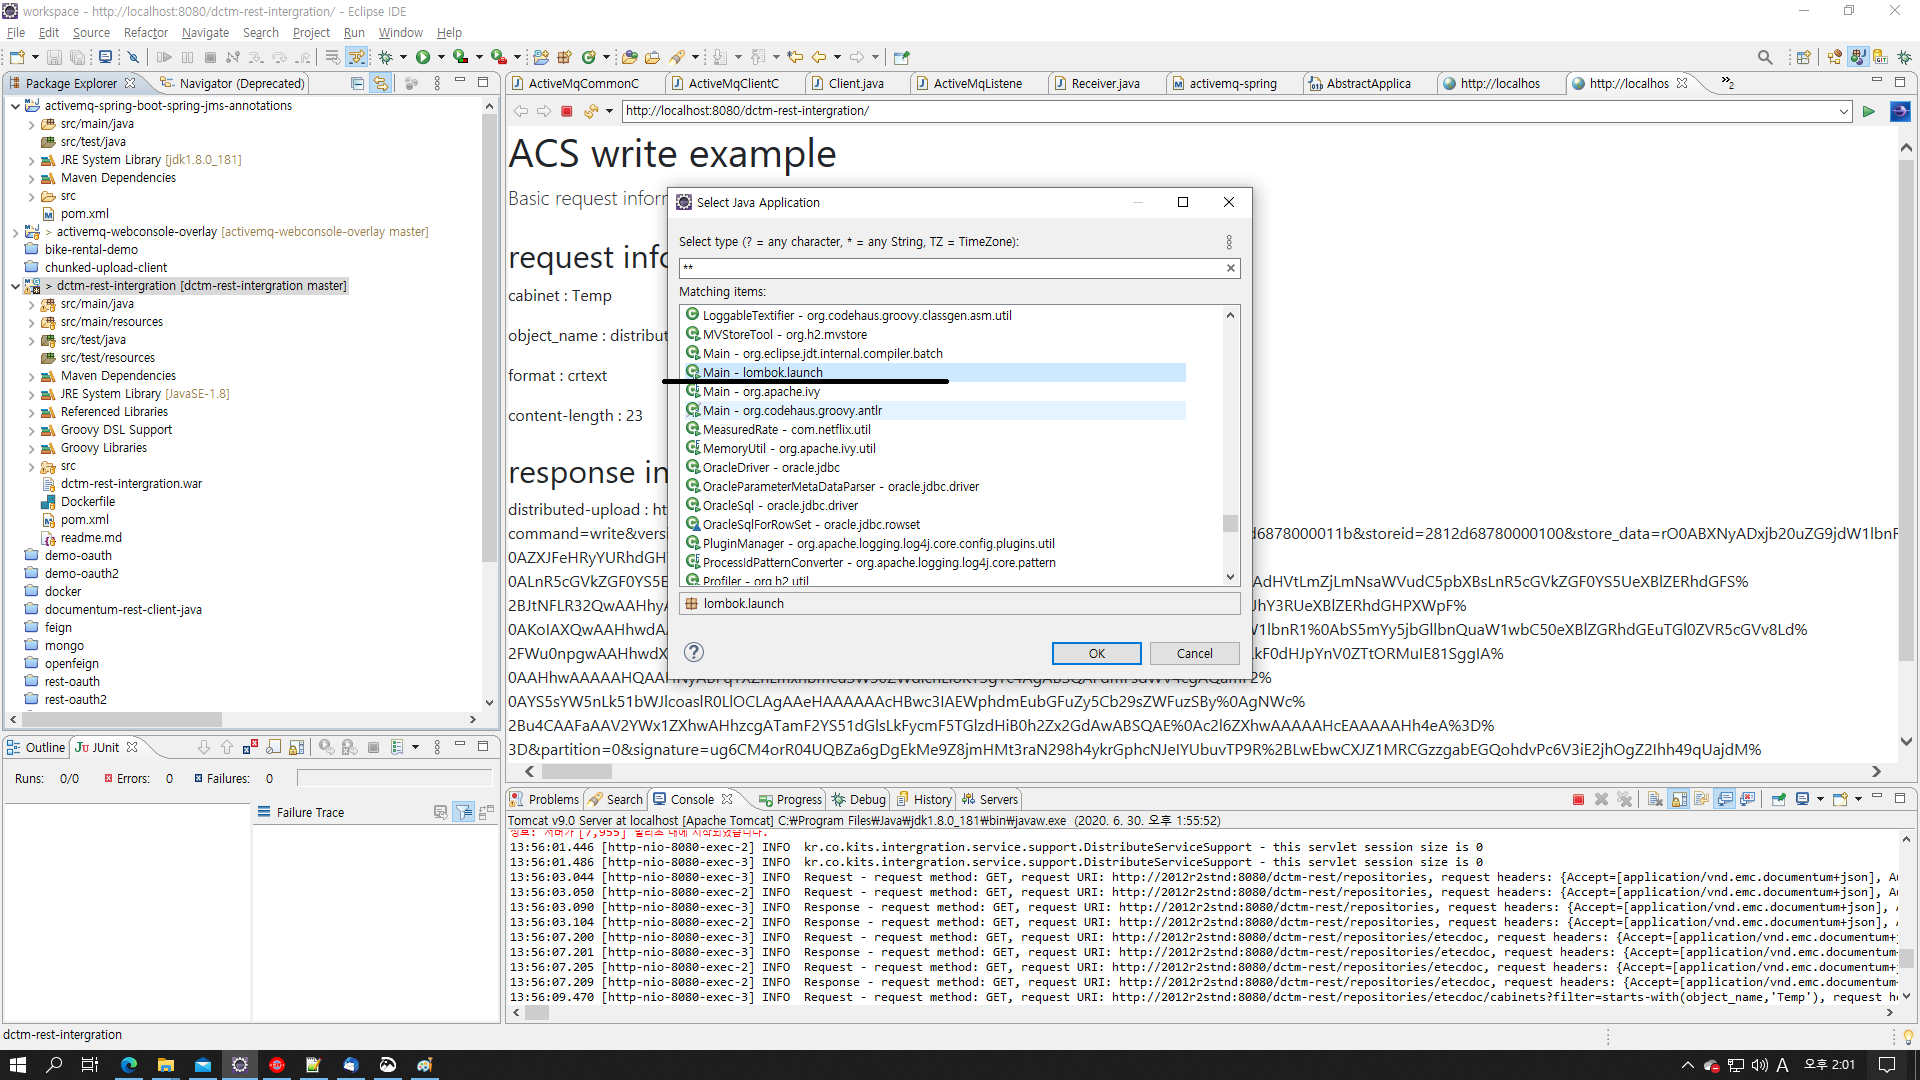 workspace - http://localhost:8080/dctm-rest-intergration/ - Eclipse IDE
File Edit Source Refactor Navigate Search Project Run Window Help
Package Explorer
Navigator (Deprecated)
ActiveMqCommonC
ActiveMqClientC
Client.java
ActiveMqListene
Receiver.java
activemq-spring
AbstractApplica
http://localhos
http://localhos
»2
activemq-spring-boot-spring-jms-annotations
src/main/java
src/test/java
JRE System Library [jdk1.8.0_181]
Maven Dependencies
src
pom.xml
> activemq-webconsole-overlay [activemq-webconsole-overlay master]
bike-rental-demo
chunked-upload-client
> dctm-rest-intergration [dctm-rest-intergration master]
src/main/java
src/main/resources
src/test/java
src/test/resources
Maven Dependencies
JRE System Library [JavaSE-1.8]
Referenced Libraries
Groovy DSL Support
Groovy Libraries
src
dctm-rest-intergration.war
Dockerfile
pom.xml
readme.md
demo-oauth
demo-oauth2
docker
documentum-rest-client-java
feign
mongo
openfeign
rest-oauth
rest-oauth2
http://localhost:8080/dctm-rest-intergration/
ACS write example
Basic request inforr
request info
cabinet : Temp
object_name : distribut
format : crtext
content-length : 23
response in
distributed-upload : ht
command=write&versi
d6878000011b&storeid=2812d68780000100&store_data=rO0ABXNyADxjb20uZG9jdW1lbnR
0AZXJFeHRyYURhdGH
0ALnR5cGVkZGF0YS5E
AdHVtLmZjLmNsaWVudC5pbXBsLnR5cGVkZGF0YS5UeXBlZERhdGFS%
2BJtNFLR32QwAAHhyA
JhY3RUeXBlZERhdGHPXWpF%
0AKoIAXQwAAHhwdA
V1lbnR1%0AbS5mYy5jbGllbnQuaW1wbC50eXBlZGRhdGEuTGl0ZVR5cGVv8Ld%
2FWu0npgwAAHhwdX
kF0dHJpYnV0ZTtORMuIE81SggIA%
0AYS5sYW5nLk51bWJlcoaslR0LlOCLAgAAeHAAAAAAcHBwc3IAEWphdmEubGFuZy5Cb29sZWFuzSBy%0AgNWc%
2Bu4CAAFaAAV2YWx1ZXhwAHhzcgATamF2YS51dGlsLkFycmF5TGlzdHiB0h2Zx2GdAwABSQAE%0Ac2l6ZXhwAAAAAHcEAAAAAHh4eA%3D%
3D&partition=0&signature=ug6CM4orR04UQBZa6gDgEkMe9Z8jmHMt3raN298h4ykrGphcNJeIYUbuvTP9R%2BLwEbwCXJZ1MRCGzzgabEGQohdvPc6V3iE2jhOgZ2Ihh49qUajdM%
Select Java Application
Select type (? = any character, * = any String, TZ = TimeZone):
**
Matching items:
LoggableTextifier - org.codehaus.groovy.classgen.asm.util
MVStoreTool - org.h2.mvstore
Main - org.eclipse.jdt.internal.compiler.batch
Main - lombok.launch
Main - org.apache.ivy
Main - org.codehaus.groovy.antlr
MeasuredRate - com.netflix.util
MemoryUtil - org.apache.ivy.util
OracleDriver - oracle.jdbc
OracleParameterMetaDataParser - oracle.jdbc.driver
OracleSql - oracle.jdbc.driver
OracleSqlForRowSet - oracle.jdbc.rowset
PluginManager - org.apache.logging.log4j.core.config.plugins.util
ProcessIdPatternConverter - org.apache.logging.log4j.core.pattern
Profiler - org.h2.util
lombok.launch
OK
Cancel
Outline
JUnit
Runs: 0/0
Errors: 0
Failures: 0
Failure Trace
Problems
Search
Console
Progress
Debug
History
Servers
Tomcat v9.0 Server at localhost [Apache Tomcat] C:₩Program Files₩Java₩jdk1.8.0_181₩bin₩javaw.exe (2020. 6. 30. 오후 1:55:52)
정보: 서버가 [7,955] 밀리초 내에 시작되었습니다.
13:56:01.446 [http-nio-8080-exec-2] INFO kr.co.kits.intergration.service.support.DistributeServiceSupport - this servlet session size is 0
13:56:01.486 [http-nio-8080-exec-3] INFO kr.co.kits.intergration.service.support.DistributeServiceSupport - this servlet session size is 0
13:56:03.044 [http-nio-8080-exec-3] INFO Request - request method: GET, request URI: http://2012r2stnd:8080/dctm-rest/repositories, request headers: {Accept=[application/vnd.emc.documentum+json], Au
13:56:03.050 [http-nio-8080-exec-2] INFO Request - request method: GET, request URI: http://2012r2stnd:8080/dctm-rest/repositories, request headers: {Accept=[application/vnd.emc.documentum+json], Au
13:56:03.090 [http-nio-8080-exec-3] INFO Response - request method: GET, request URI: http://2012r2stnd:8080/dctm-rest/repositories, request headers: {Accept=[application/vnd.emc.documentum+json], A
13:56:03.104 [http-nio-8080-exec-2] INFO Response - request method: GET, request URI: http://2012r2stnd:8080/dctm-rest/repositories, request headers: {Accept=[application/vnd.emc.documentum+json], A
13:56:07.200 [http-nio-8080-exec-3] INFO Request - request method: GET, request URI: http://2012r2stnd:8080/dctm-rest/repositories/etecdoc, request headers: {Accept=[application/vnd.emc.documentum+j
13:56:07.201 [http-nio-8080-exec-3] INFO Response - request method: GET, request URI: http://2012r2stnd:8080/dctm-rest/repositories/etecdoc, request headers: {Accept=[application/vnd.emc.documentum+
13:56:07.205 [http-nio-8080-exec-2] INFO Request - request method: GET, request URI: http://2012r2stnd:8080/dctm-rest/repositories/etecdoc, request headers: {Accept=[application/vnd.emc.documentum+j
13:56:07.209 [http-nio-8080-exec-2] INFO Response - request method: GET, request URI: http://2012r2stnd:8080/dctm-rest/repositories/etecdoc, request headers: {Accept=[application/vnd.emc.documentum+
13:56:09.470 [http-nio-8080-exec-3] INFO Request - request method: GET, request URI: http://2012r2stnd:8080/dctm-rest/repositories/etecdoc/cabinets?filter=starts-with(object_name,'Temp'), request he
dctm-rest-intergration
A 오후 2:01